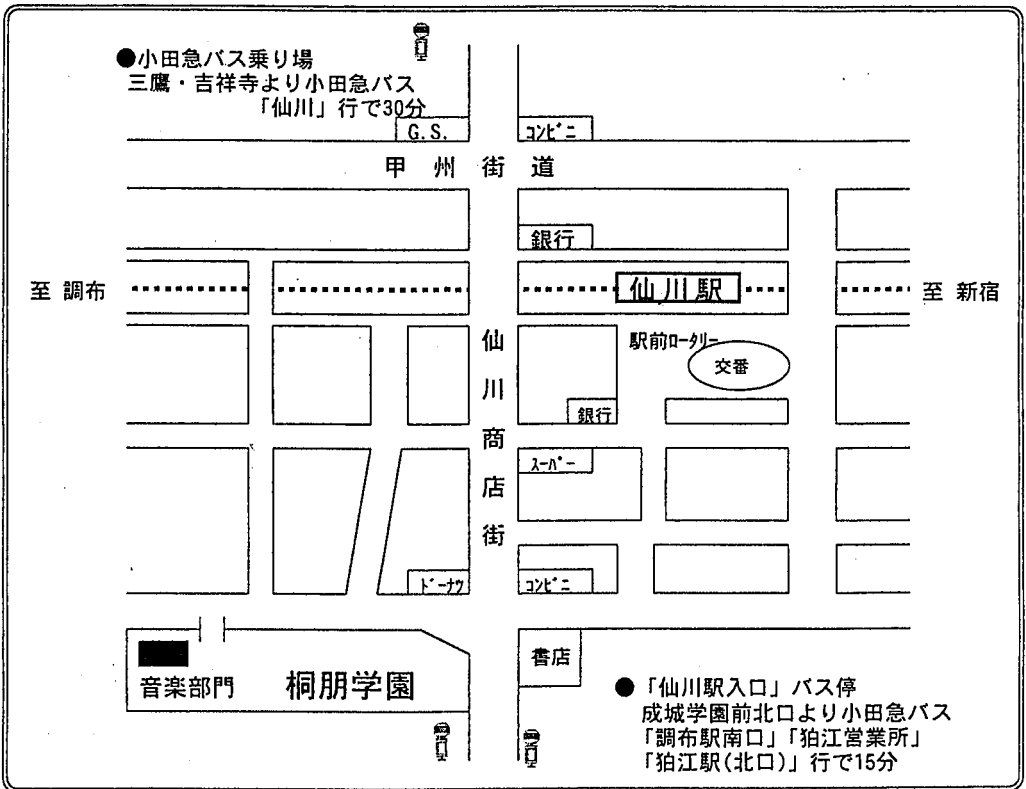 ●小田急バス乗り場
三鷹・吉祥寺より小田急バス
「仙川」行で30分
G.S.
コンビニ
甲州街道
銀行
至 調布
仙川駅
至 新宿
駅前ロータリー
交番
仙川商店街
銀行
スーパー
ドーナツ
コンビニ
音楽部門
桐朋学園
書店
●「仙川駅入口」バス停
成城学園前北口より小田急バス
「調布駅南口」「狛江営業所」
「狛江駅(北口)」行で15分